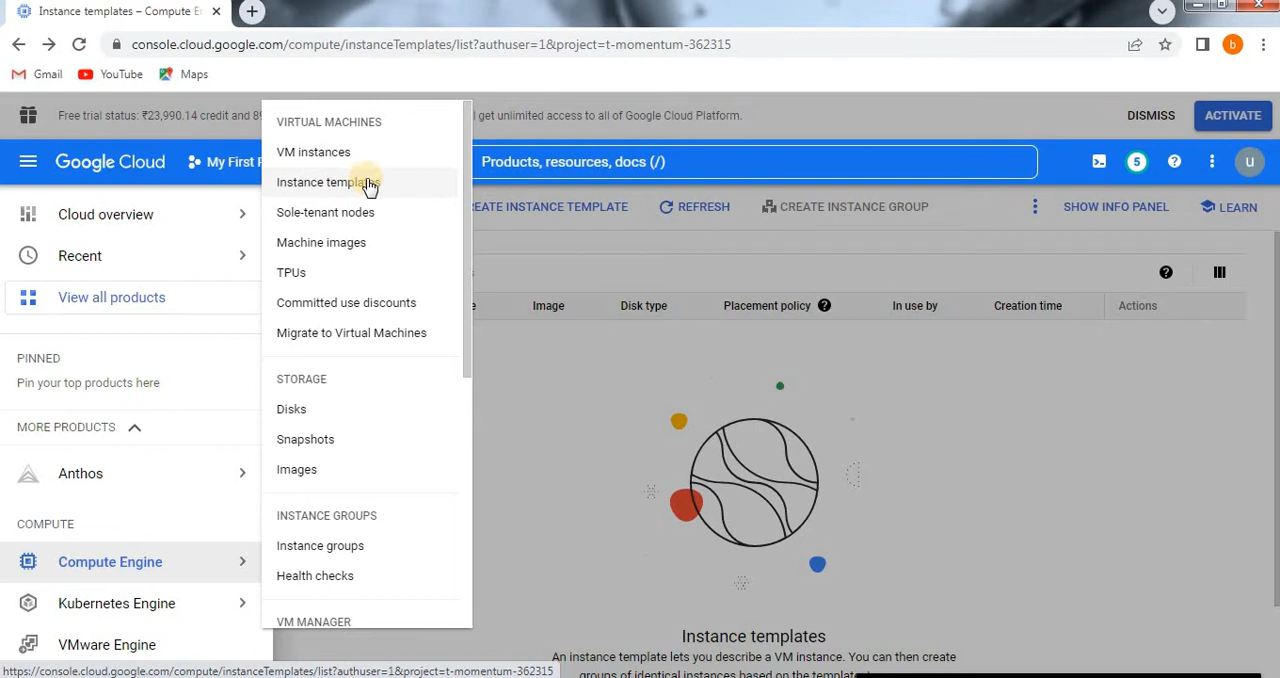 Instance templates – Compute E
console.cloud.google.com/compute/instanceTemplates/list?authuser=1&project=t-momentum-362315
b
Gmail YouTube Maps
Free trial status: ₹23,990.14 credit and 8 get unlimited access to all of Google Cloud Platform. DISMISS ACTIVATE
Google Cloud My First P Products, resources, docs (/) 5 u
REATE INSTANCE TEMPLATE REFRESH CREATE INSTANCE GROUP SHOW INFO PANEL LEARN
Image Disk type Placement policy In use by Creation time Actions
Cloud overview
Recent
View all products
PINNED
Pin your top products here
MORE PRODUCTS
Anthos
COMPUTE
Compute Engine
Kubernetes Engine
VMware Engine
VIRTUAL MACHINES
VM instances
Instance templates
Sole-tenant nodes
Machine images
TPUs
Committed use discounts
Migrate to Virtual Machines
STORAGE
Disks
Snapshots
Images
INSTANCE GROUPS
Instance groups
Health checks
VM MANAGER
Instance templates
An instance template lets you describe a VM instance. You can then create
groups of identical instances based on the template
https://console.cloud.google.com/compute/instanceTemplates/list?authuser=1&project=t-momentum-362315